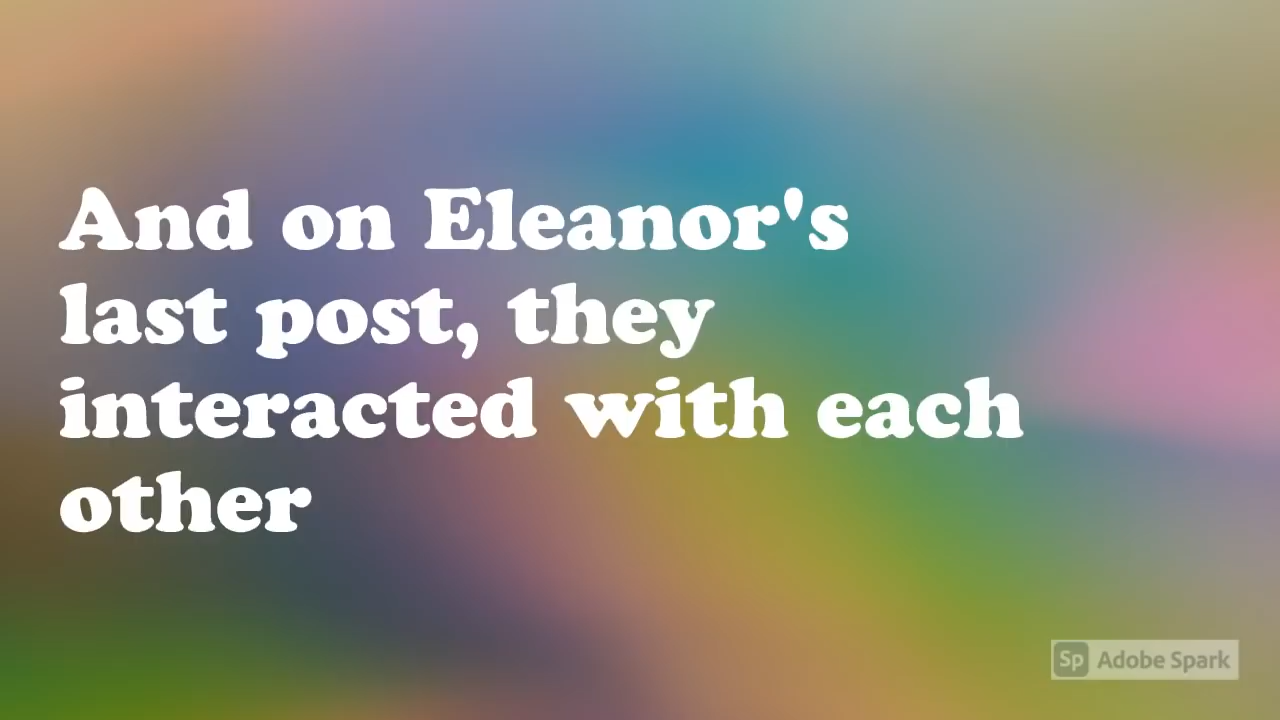 And on Eleanor's
last post, they
interacted with each
other
Sp Adobe Spark